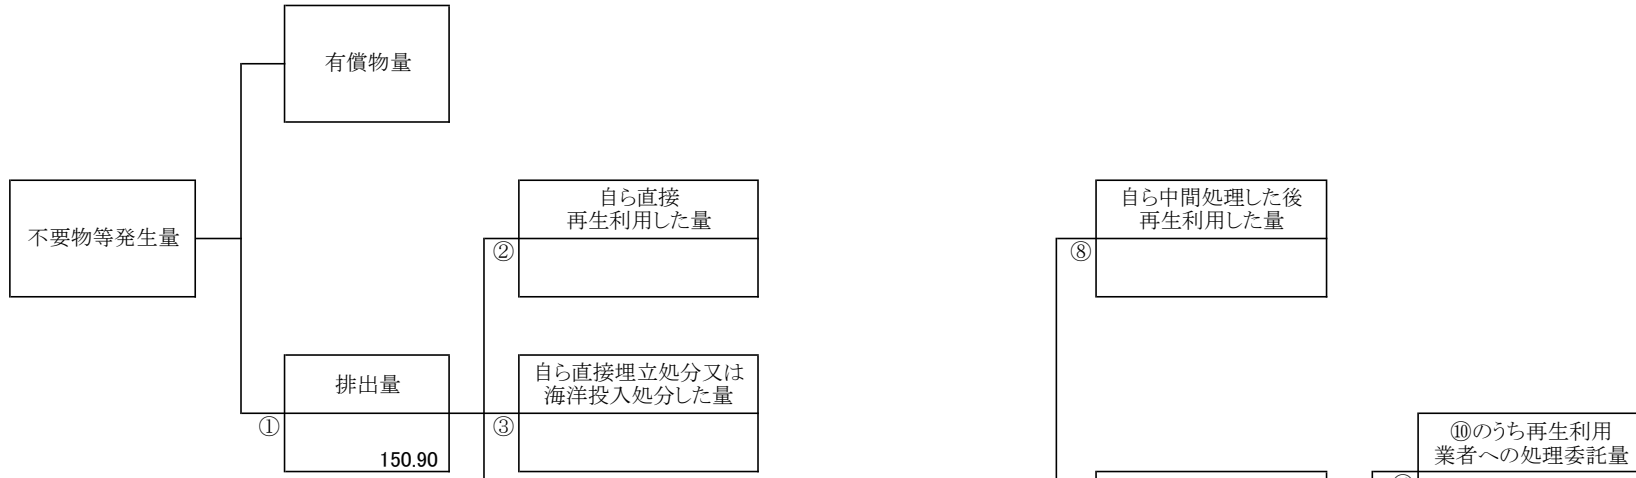 有償物量
不要物等発生量
自ら直接
再生利用した量
②
自ら中間処理した後
再生利用した量
⑧
排出量
①
150.90
自ら直接埋立処分又は
海洋投入処分した量
③
⑩のうち再生利用
業者への処理委託量